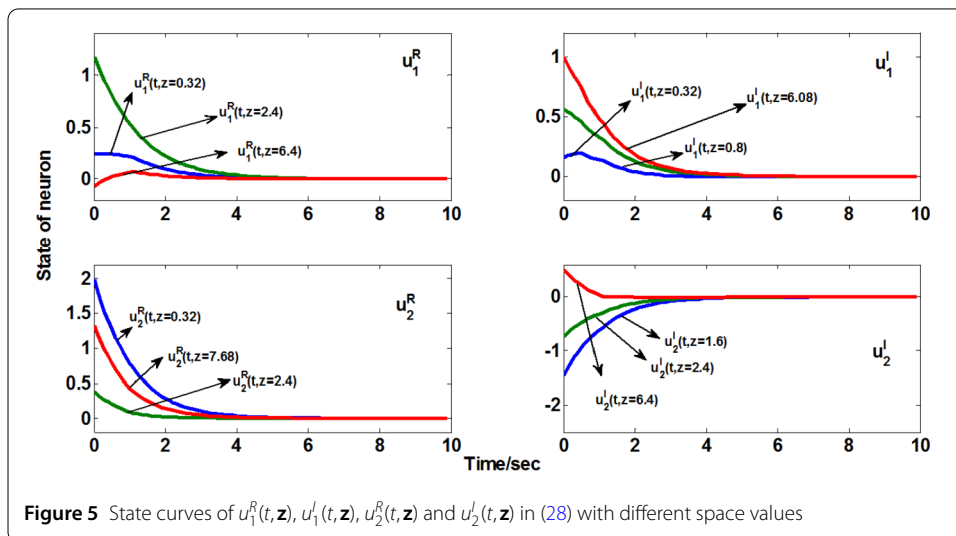 u_1^R
1
u_1^R(t,z=0.32)
u_1^R(t,z=2.4)
0.5
u_1^R(t,z=6.4)
0
0 2 4 6 8 10
u_1^I
1
u_1^I(t,z=0.32)
u_1^I(t,z=6.08)
0.5
u_1^I(t,z=0.8)
0
0 2 4 6 8 10
State of neuron
2
u_2^R
1.5
u_2^R(t,z=0.32)
1
u_2^R(t,z=7.68)
0.5
u_2^R(t,z=2.4)
0
0 2 4 6 8 10
0
u_2^I
-1
u_2^I(t,z=1.6)
u_2^I(t,z=2.4)
-2
u_2^I(t,z=6.4)
0 2 4 6 8 10
Time/sec
Figure 5 State curves of u_1^R(t, z), u_1^I(t, z), u_2^R(t, z) and u_2^I(t, z) in (28) with different space values